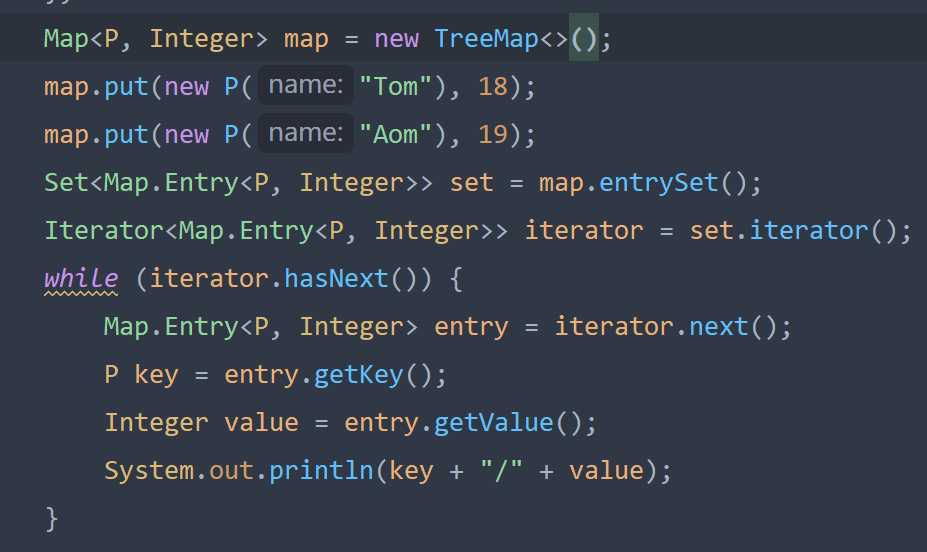 Map<P, Integer> map = new TreeMap<>();
map.put(new P( name: "Tom"), 18);
map.put(new P( name: "Aom"), 19);
Set<Map.Entry<P, Integer>> set = map.entrySet();
Iterator<Map.Entry<P, Integer>> iterator = set.iterator();
while (iterator.hasNext()) {
    Map.Entry<P, Integer> entry = iterator.next();
    P key = entry.getKey();
    Integer value = entry.getValue();
    System.out.println(key + "/" + value);
}